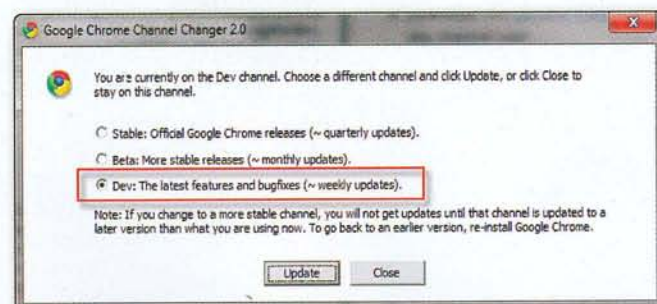 Google Chrome Channel Changer 2.0
You are currently on the Dev channel. Choose a different channel and click Update, or click Close to
stay on this channel.
Stable: Official Google Chrome releases (~ quarterly updates).
Beta: More stable releases (~ monthly updates).
Dev: The latest features and bugfixes (~ weekly updates).
Note: If you change to a more stable channel, you will not get updates until that channel is updated to a
later version than what you are using now. To go back to an earlier version, re-install Google Chrome.
Update Close